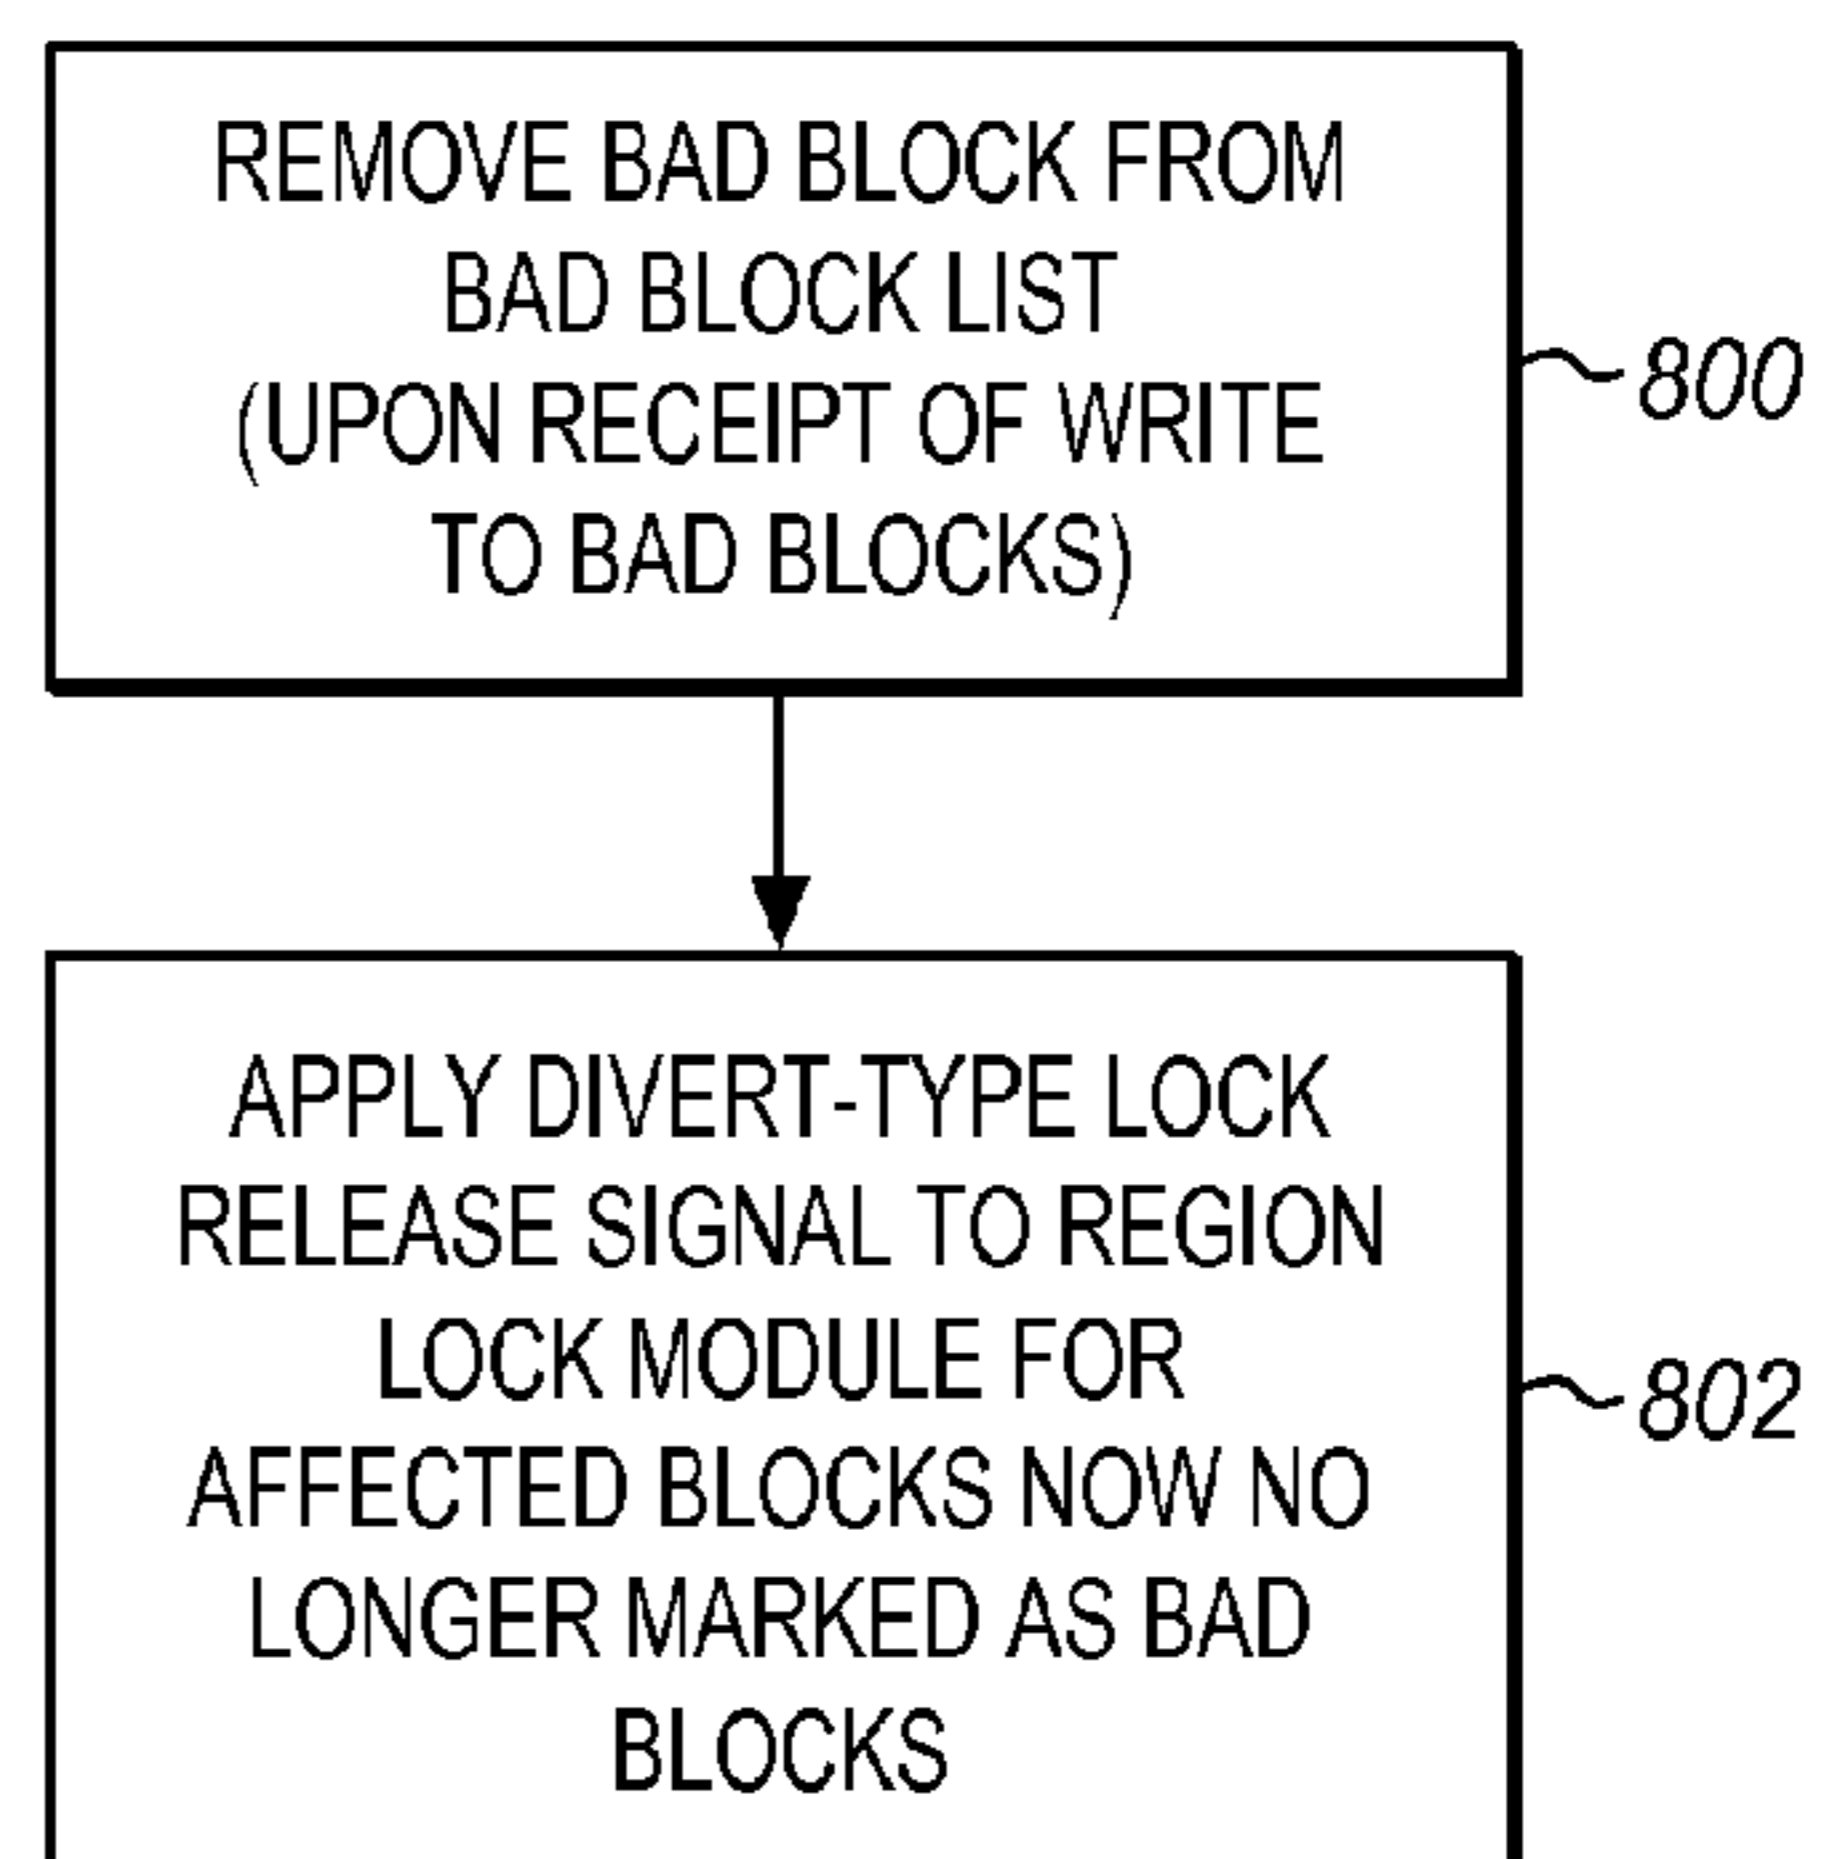 REMOVE BAD BLOCK FROM
BAD BLOCK LIST
(UPON RECEIPT OF WRITE
TO BAD BLOCKS)
800
APPLY DIVERT-TYPE LOCK
RELEASE SIGNAL TO REGION
LOCK MODULE FOR
AFFECTED BLOCKS NOW NO
LONGER MARKED AS BAD
BLOCKS
802